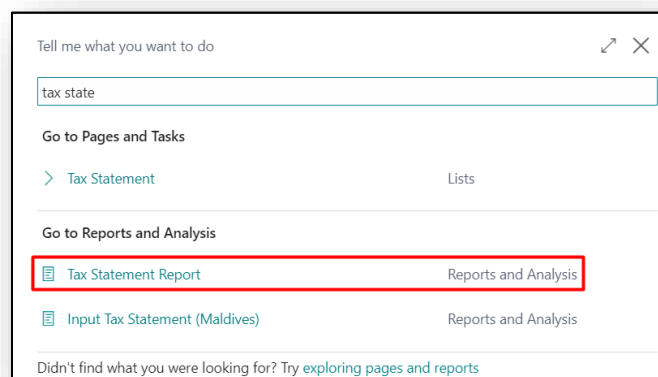 Tell me what you want to do
tax state
Go to Pages and Tasks
Tax Statement Lists
Go to Reports and Analysis
Tax Statement Report Reports and Analysis
Input Tax Statement (Maldives) Reports and Analysis
Didn't find what you were looking for? Try exploring pages and reports